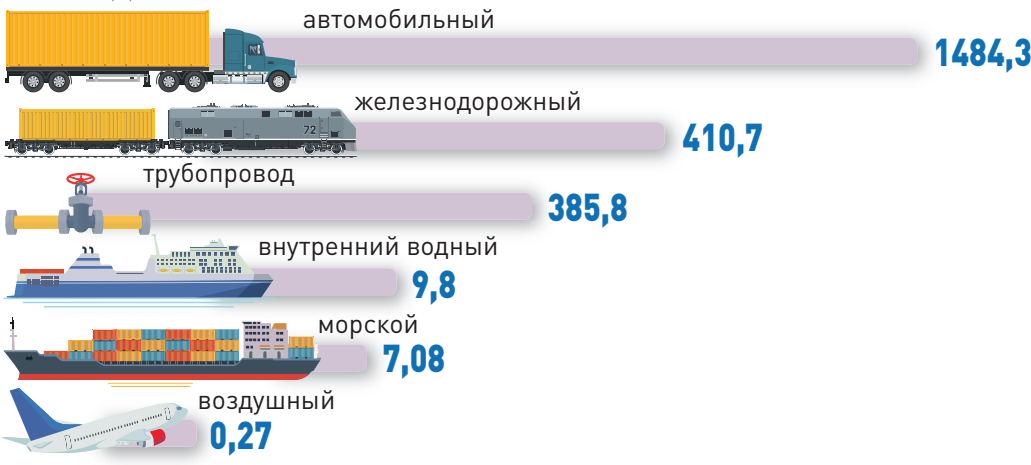 автомобильный
1484,3
железнодорожный
72
410,7
трубопровод
385,8
внутренний водный
9,8
морской
7,08
воздушный
0,27